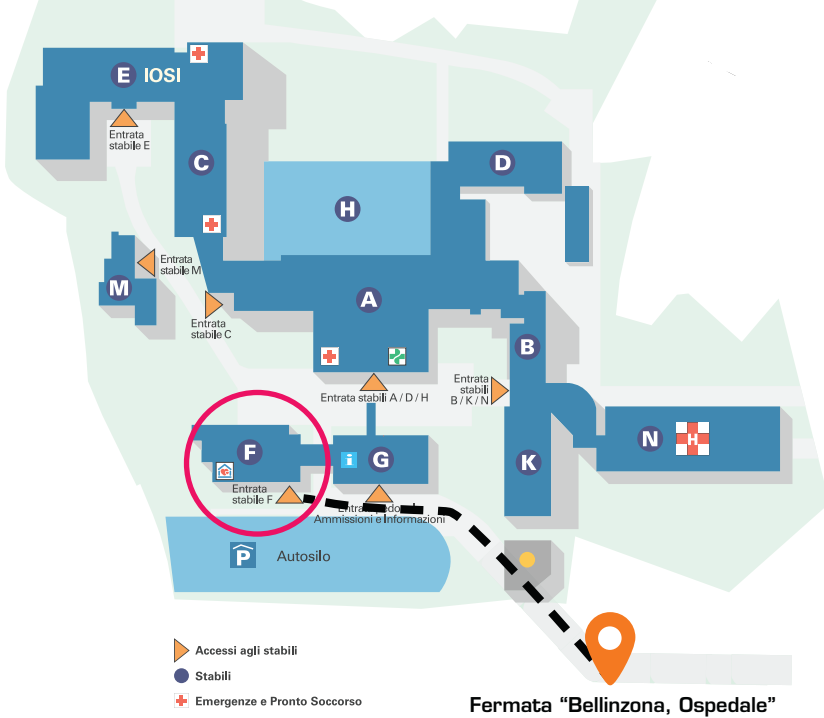 E IOSI
Entrata
stabile E
C
D
H
M
Entrata
stabile M
A
Entrata
stabile C
B
Entrata
stabili
B / K / N
Entrata stabili A / D / H
F
G
i
K
N
H
Entrata
stabile F
Ammissioni e Informazioni
P
Autosilo
Accessi agli stabili
Stabili
Emergenze e Pronto Soccorso
Fermata “Bellinzona, Ospedale”